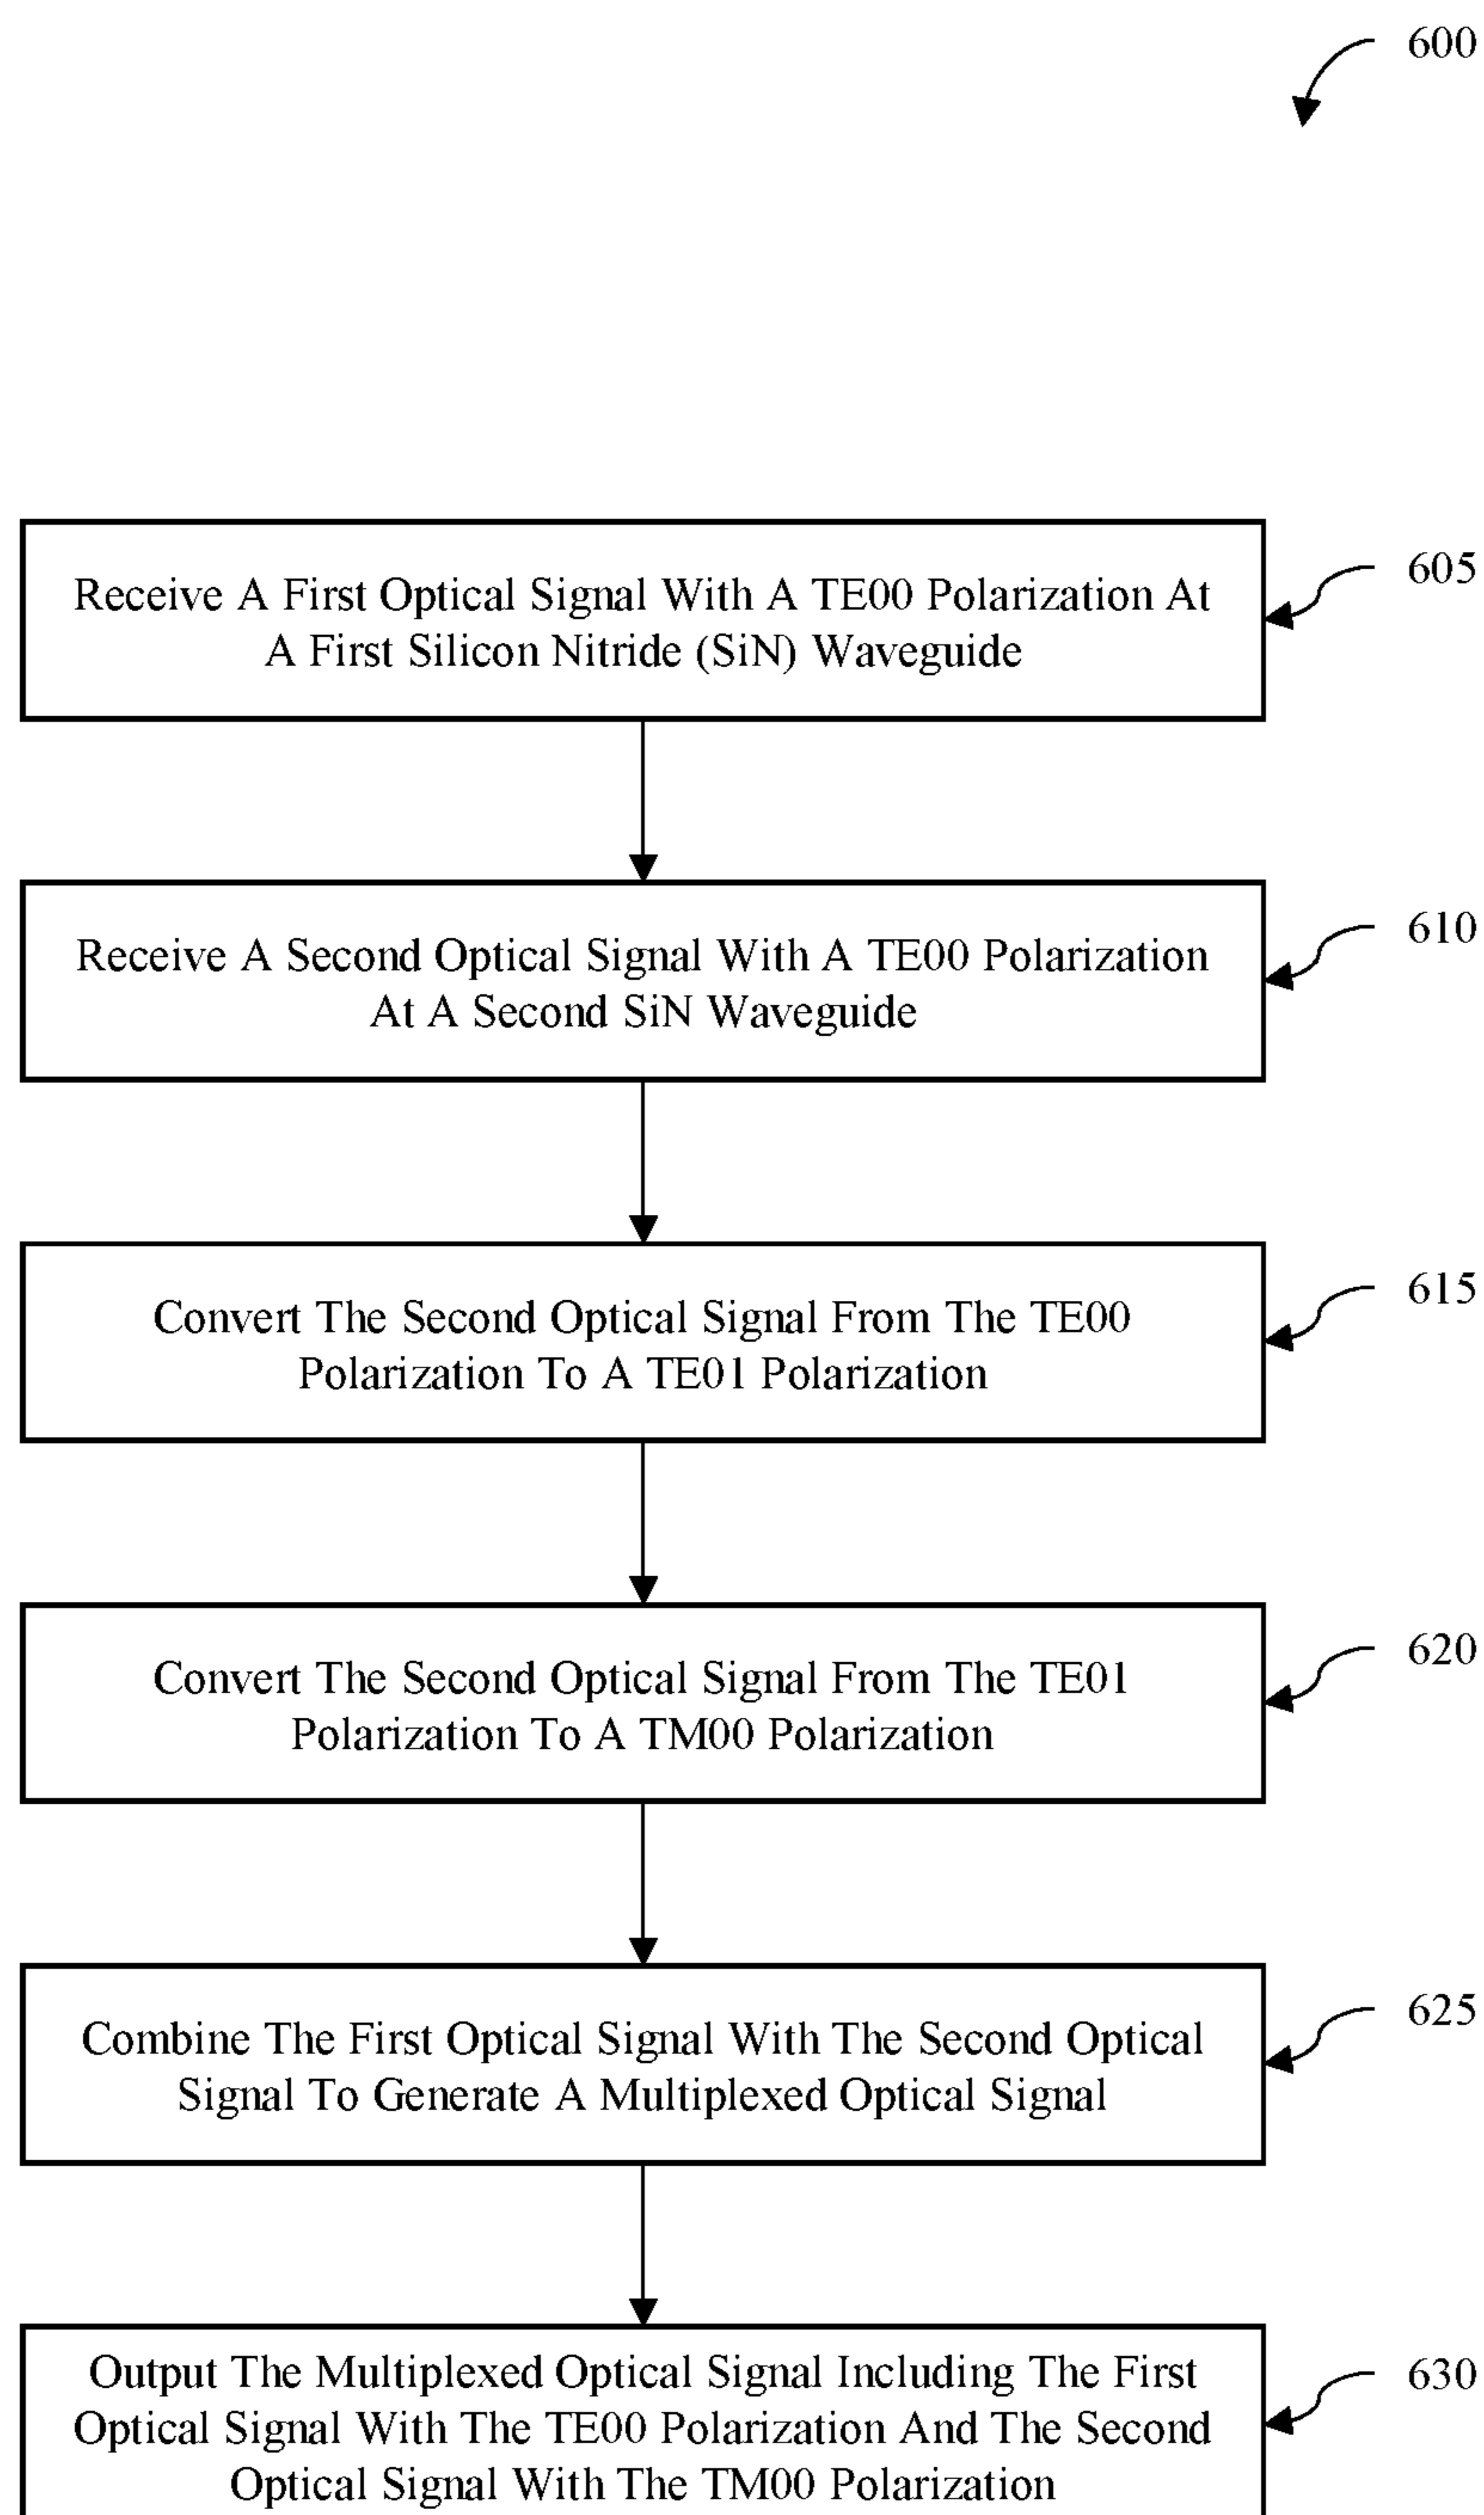 600
Receive A First Optical Signal With A TE00 Polarization At
A First Silicon Nitride (SiN) Waveguide
605
Receive A Second Optical Signal With A TE00 Polarization
At A Second SiN Waveguide
610
Convert The Second Optical Signal From The TE00
Polarization To A TE01 Polarization
615
Convert The Second Optical Signal From The TE01
Polarization To A TM00 Polarization
620
Combine The First Optical Signal With The Second Optical
Signal To Generate A Multiplexed Optical Signal
625
Output The Multiplexed Optical Signal Including The First
Optical Signal With The TE00 Polarization And The Second
Optical Signal With The TM00 Polarization
630